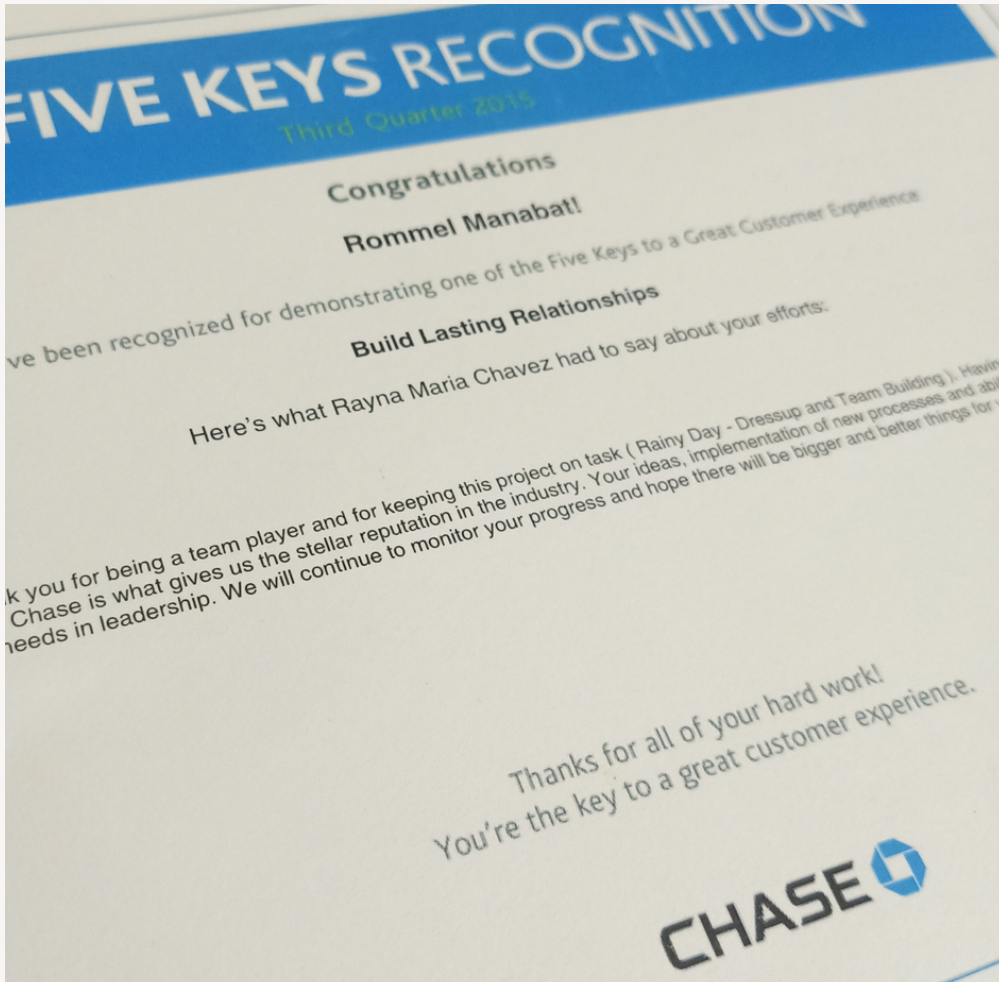 FIVE KEYS RECOGNITION
Third Quarter 2015
Congratulations
Rommel Manabat!
ve been recognized for demonstrating one of the Five Keys to a Great Customer Experience
Build Lasting Relationships
Here's what Rayna Maria Chavez had to say about your efforts:
k you for being a team player and for keeping this project on task ( Rainy Day - Dressup and Team Building ). Havin
Chase is what gives us the stellar reputation in the industry. Your ideas, implementation of new processes and abi
needs in leadership. We will continue to monitor your progress and hope there will be bigger and better things for
Thanks for all of your hard work!
You're the key to a great customer experience.
CHASE